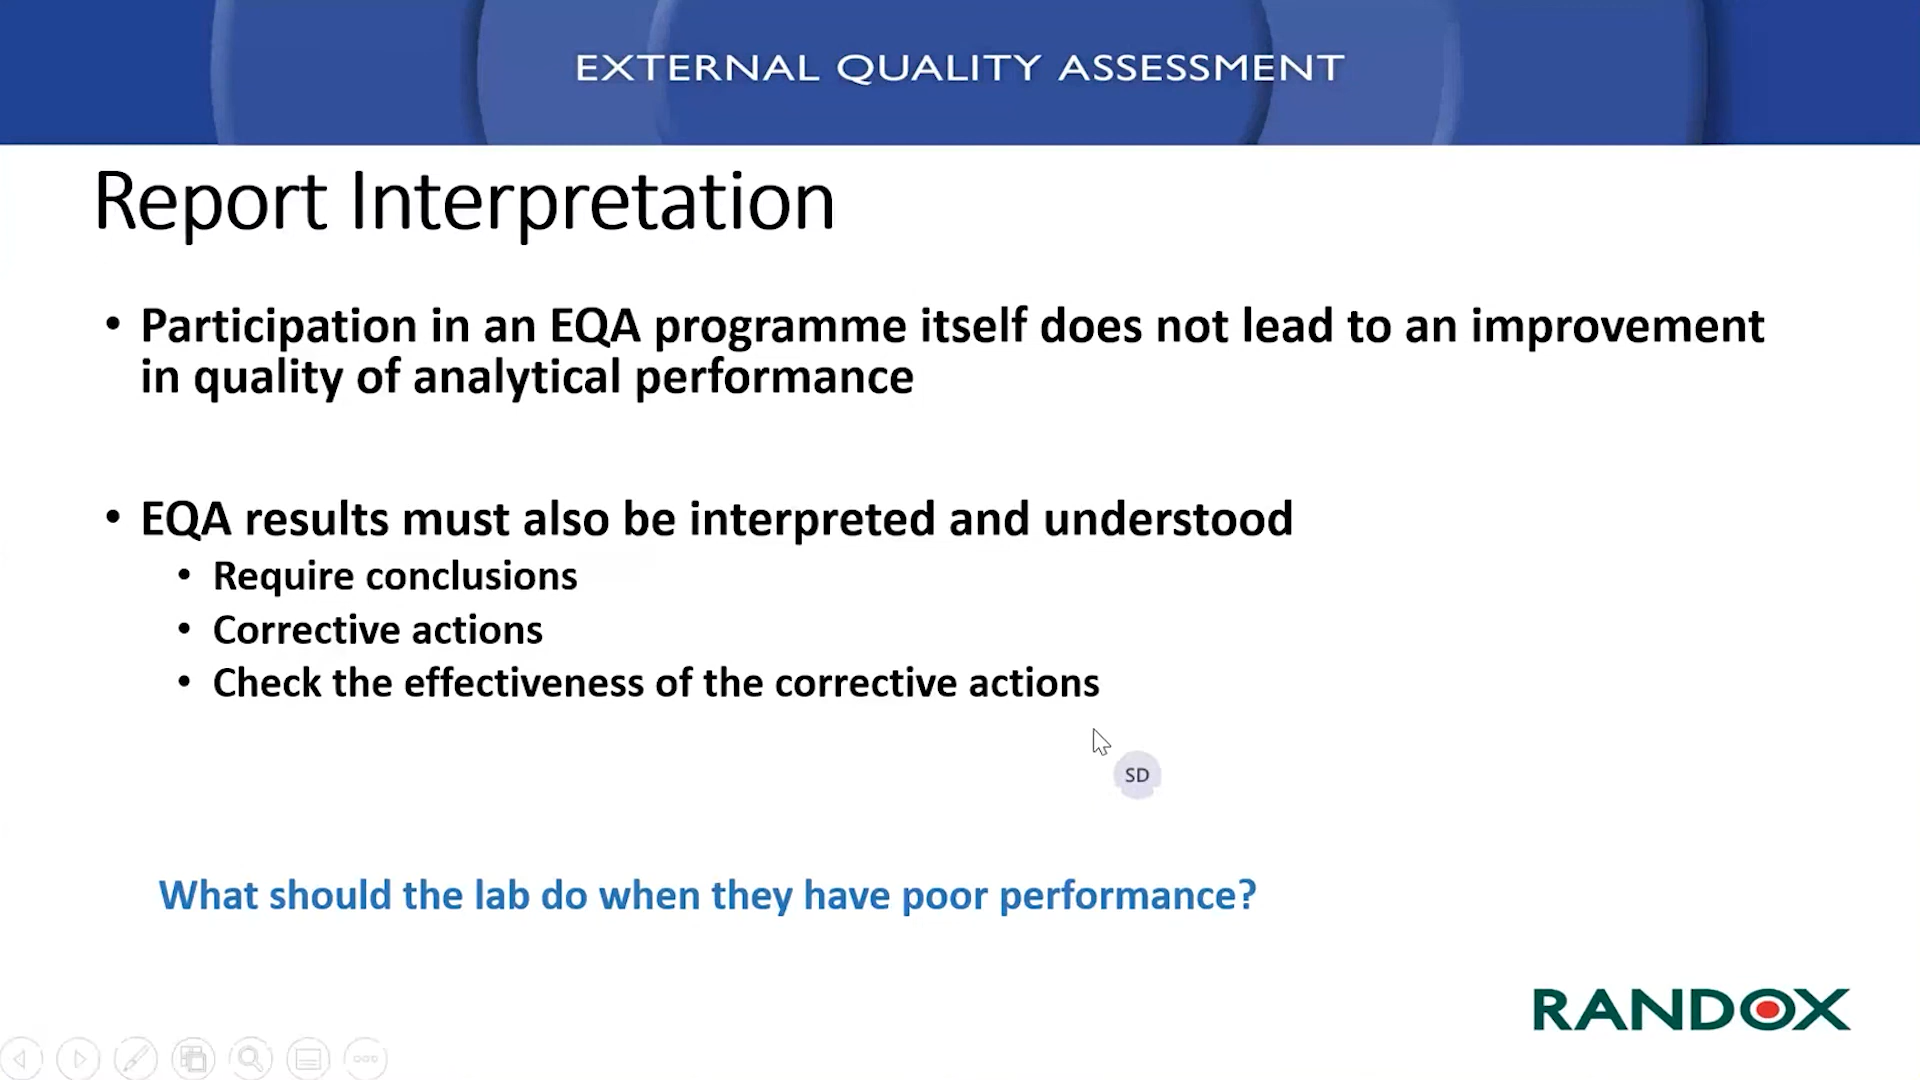 EXTERNAL QUALITY ASSESSMENT
Report Interpretation
• Participation in an EQA programme itself does not lead to an improvement
in quality of analytical performance
• EQA results must also be interpreted and understood
• Require conclusions
• Corrective actions
• Check the effectiveness of the corrective actions
SD
What should the lab do when they have poor performance?
RANDOX